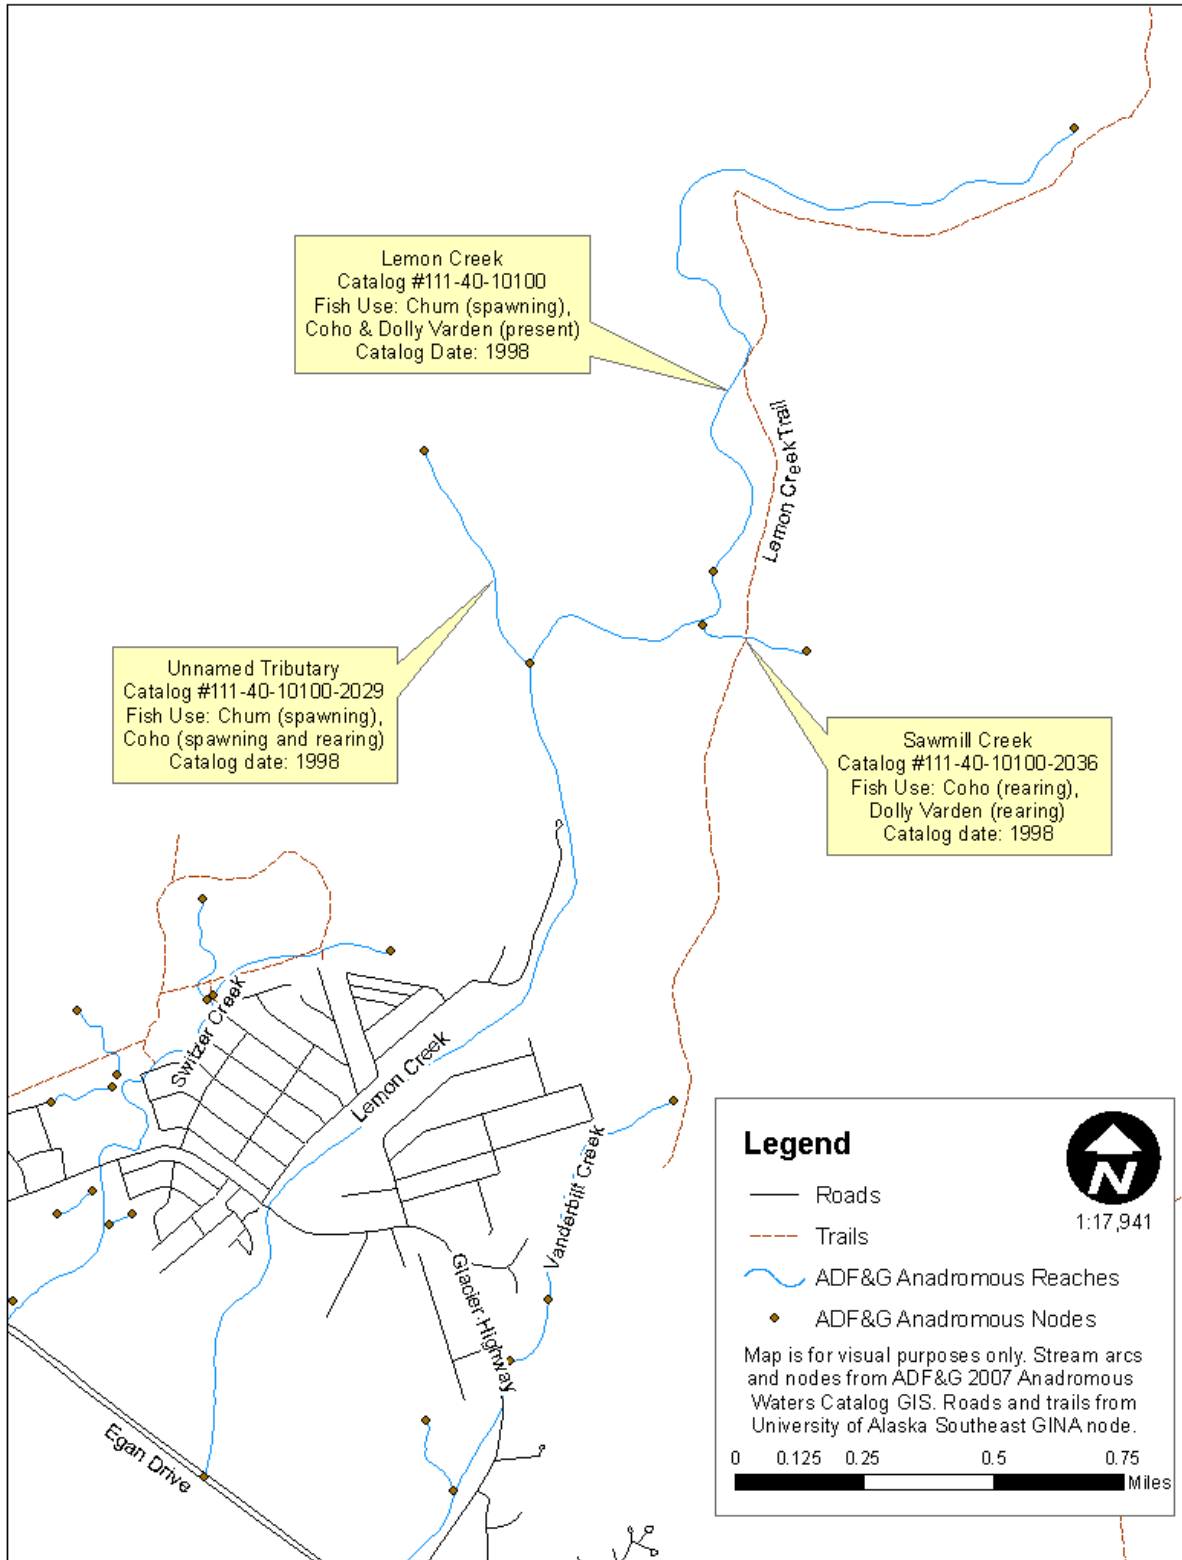 Lemon Creek
Catalog #111-40-10100
Fish Use: Chum (spawning),
Coho & Dolly Varden (present)
Catalog Date: 1998
Lemon Creek Trail
Unnamed Tributary
Catalog #111-40-10100-2029
Fish Use: Chum (spawning),
Coho (spawning and rearing)
Catalog date: 1998
Sawmill Creek
Catalog #111-40-10100-2036
Fish Use: Coho (rearing),
Dolly Varden (rearing)
Catalog date: 1998
Switzer Creek
Lemon Creek
Vanderbilt Creek
Glacier Highway
Egan Drive
Legend
N
1:17,941
Roads
Trails
ADF&G Anadromous Reaches
ADF&G Anadromous Nodes
Map is for visual purposes only. Stream arcs
and nodes from ADF&G 2007 Anadromous
Waters Catalog GIS. Roads and trails from
University of Alaska Southeast GINA node.
0 0.125 0.25 0.5 0.75
Miles